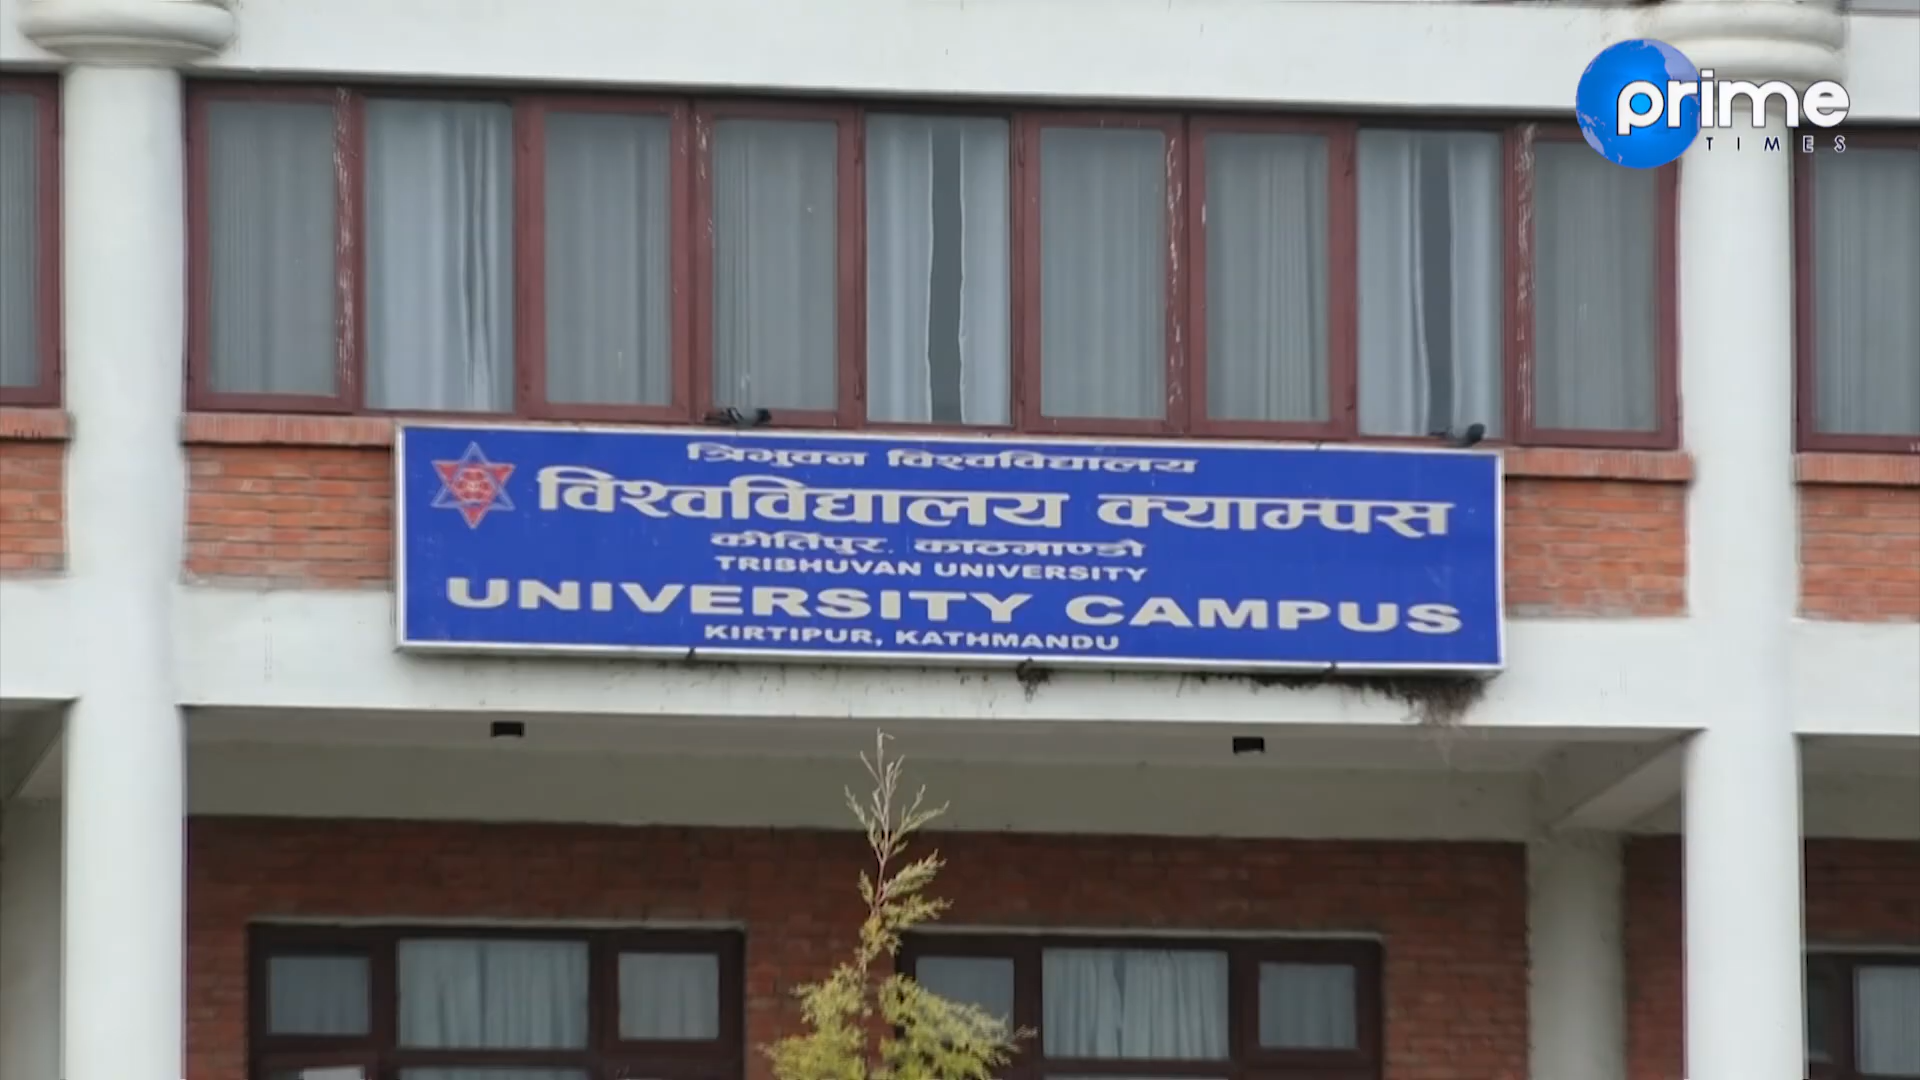 prime
TIMES
त्रिभुवन विश्वविद्यालय
विश्वविद्यालय क्याम्पस
कीर्तिपुर, काठमाण्डौ
TRIBHUVAN UNIVERSITY
UNIVERSITY CAMPUS
KIRTIPUR, KATHMANDU